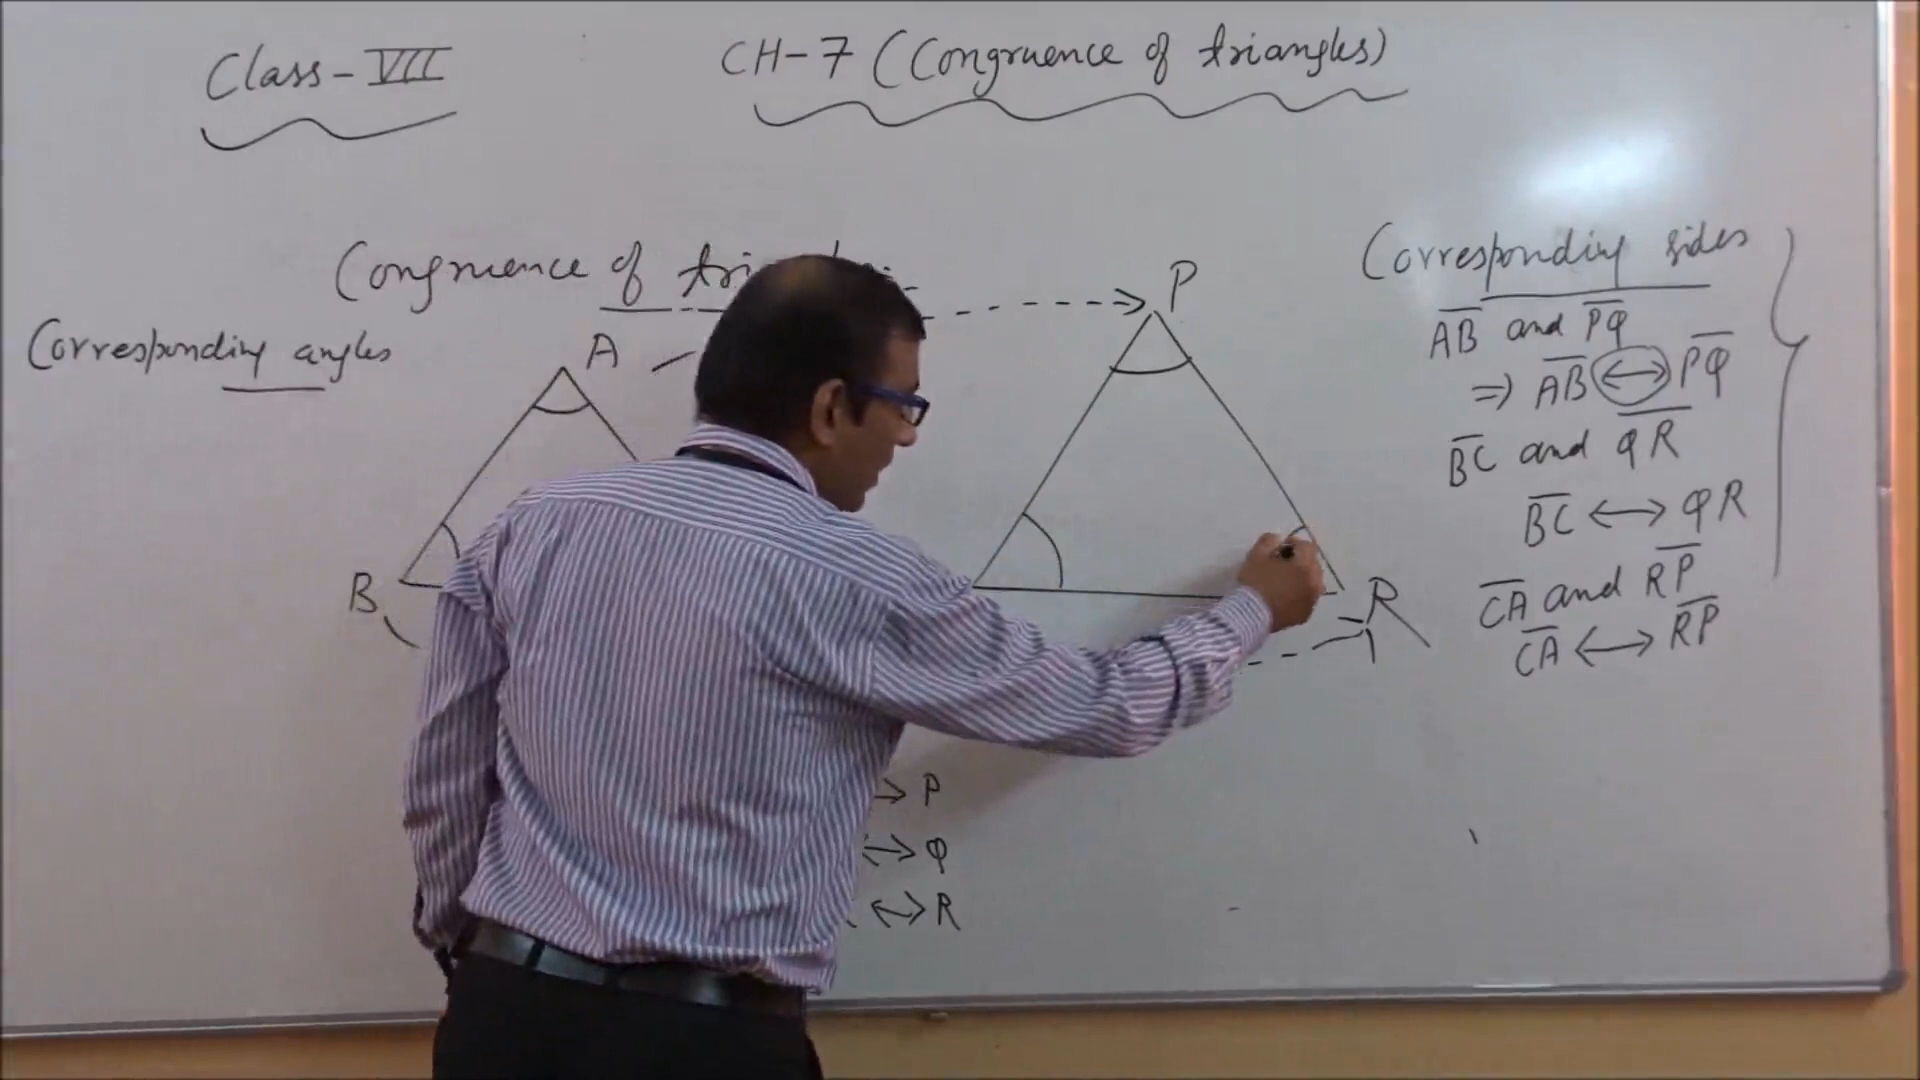 Class-VII
CH-7 (Congruence of triangles)
Congruence of
Corresponding angles
A
B
P
R
P
Q
R
Corresponding sides
AB and PQ
⇒ AB ↔ PQ
BC and QR
BC ↔ QR
CA and RP
CA ↔ RP